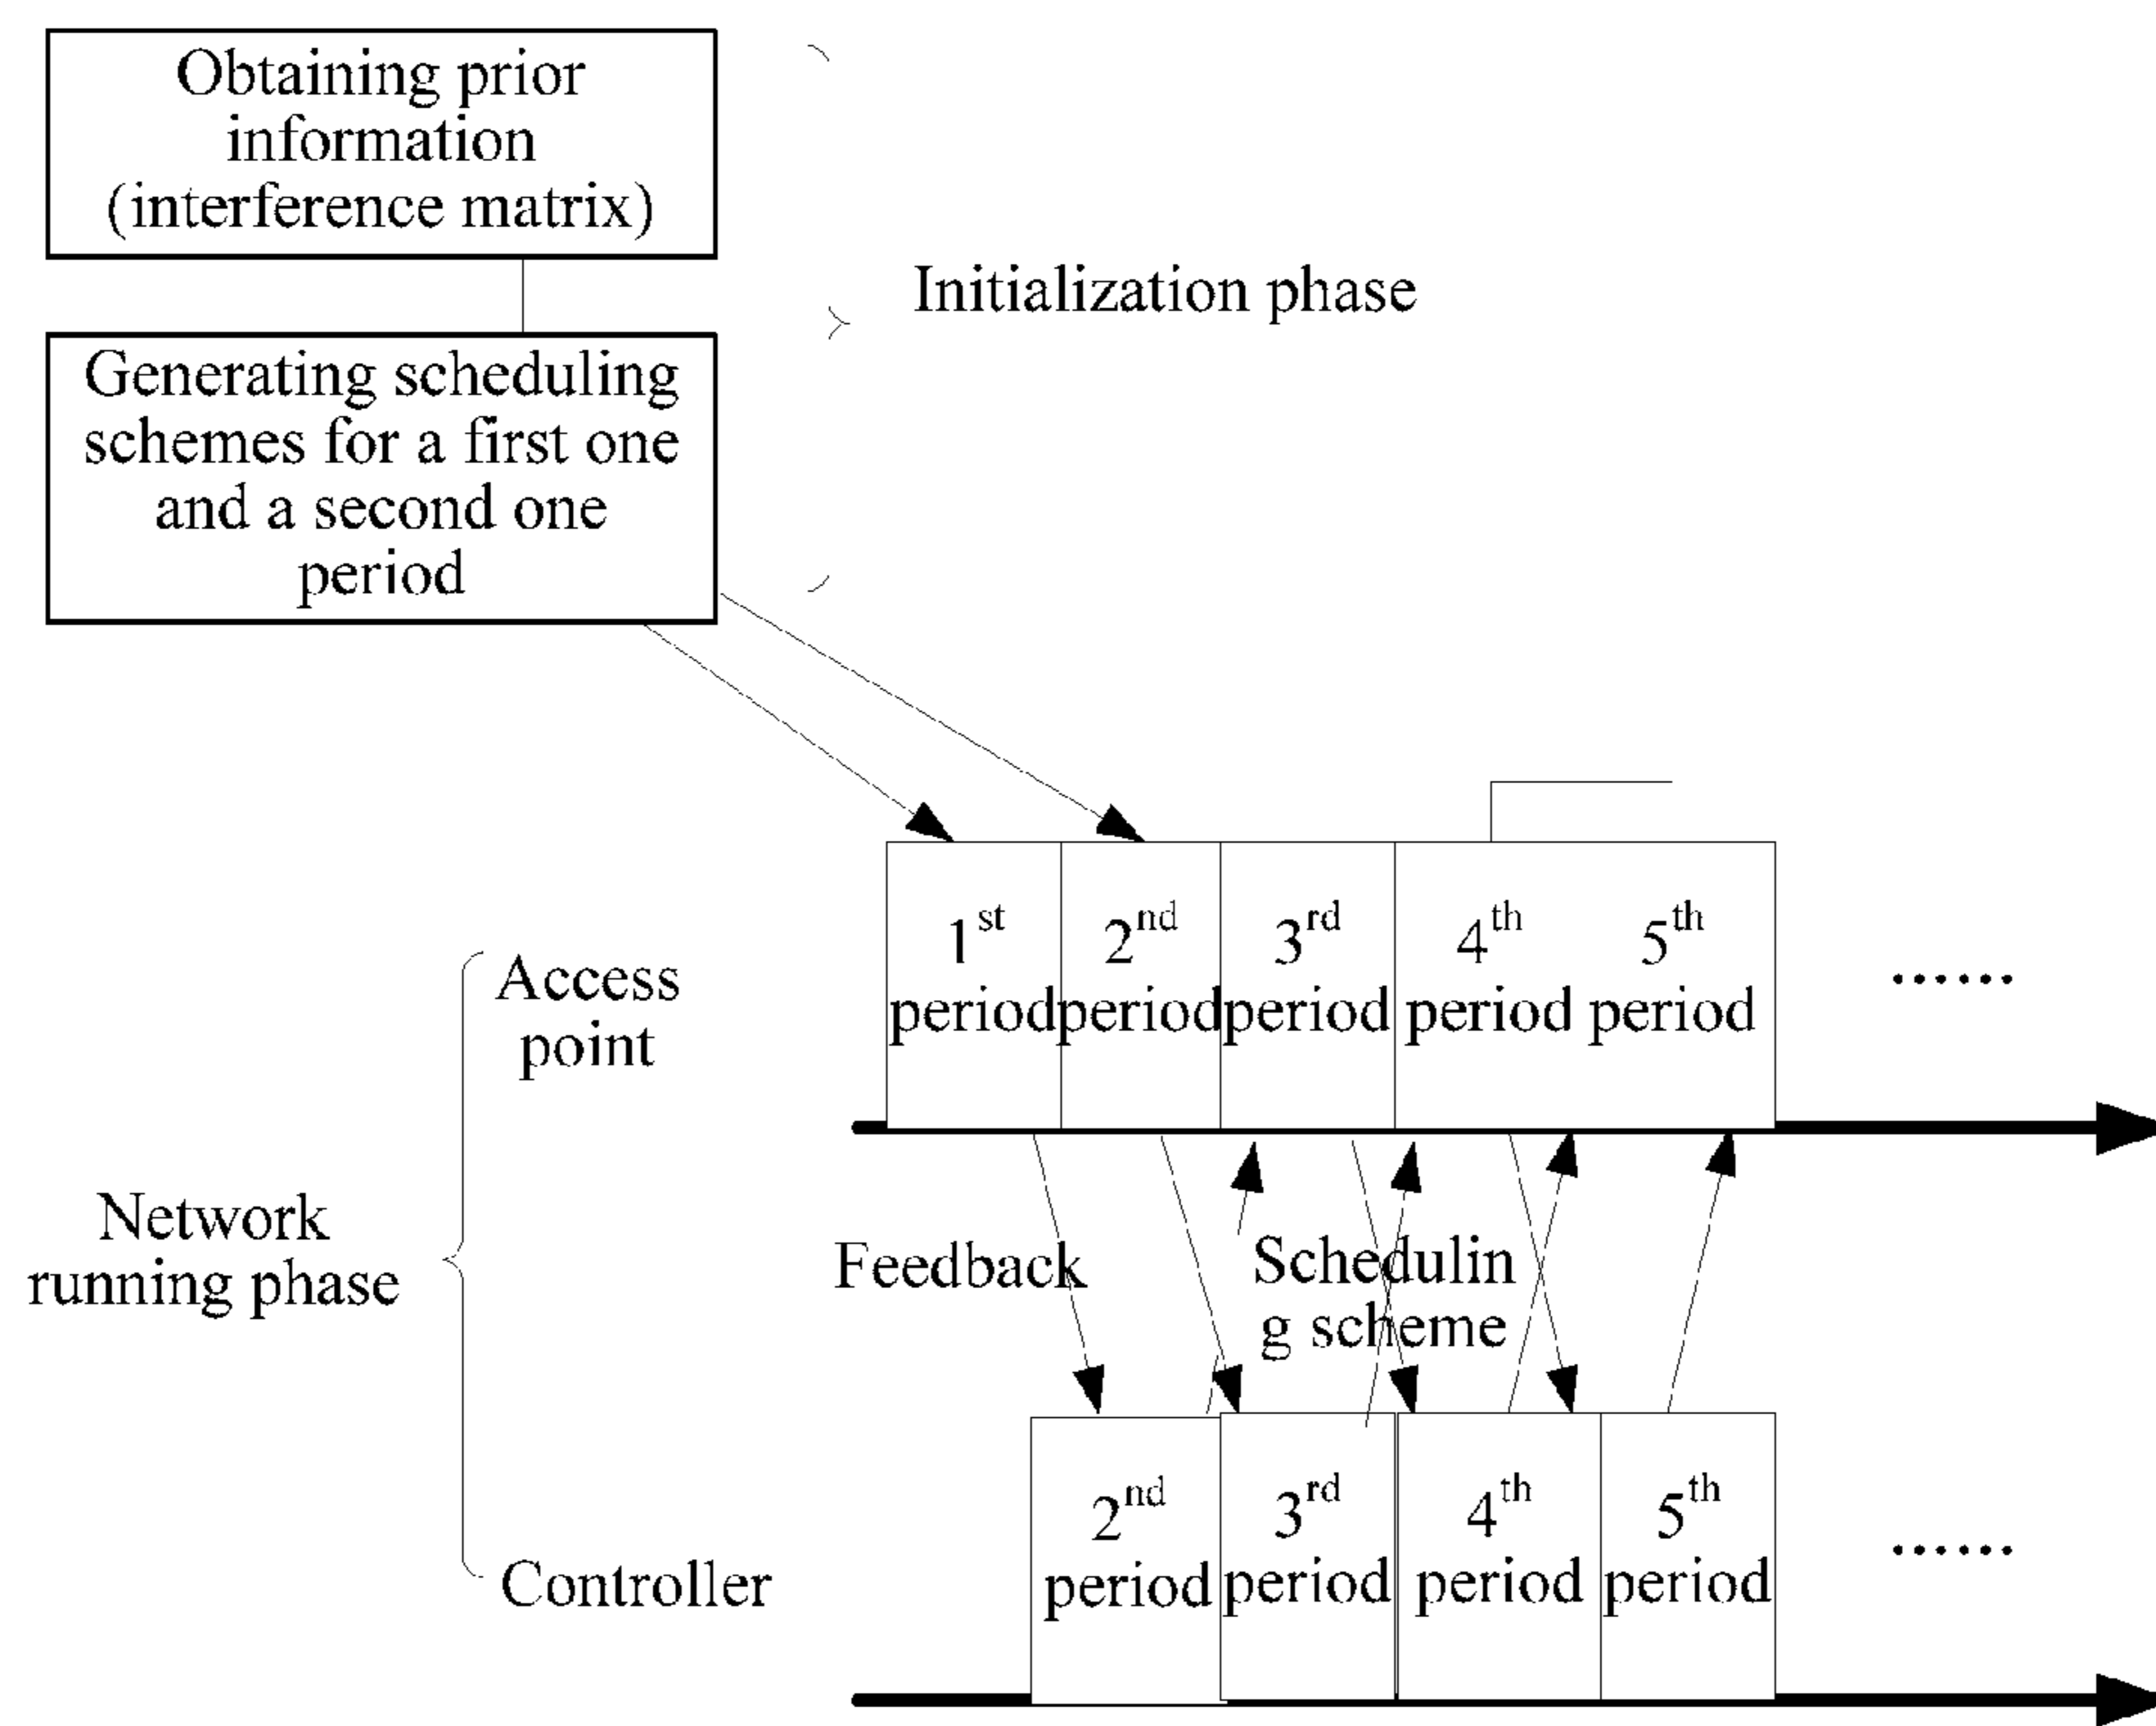 Obtaining prior
information
(interference matrix)
Initialization phase
Generating scheduling
schemes for a first one
and a second one
period
1st 2nd 3rd 4th 5th
period period period period period
......
Access
point
Network
running phase
Feedback
Schedulin
g scheme
2nd 3rd 4th 5th
period period period period
......
Controller